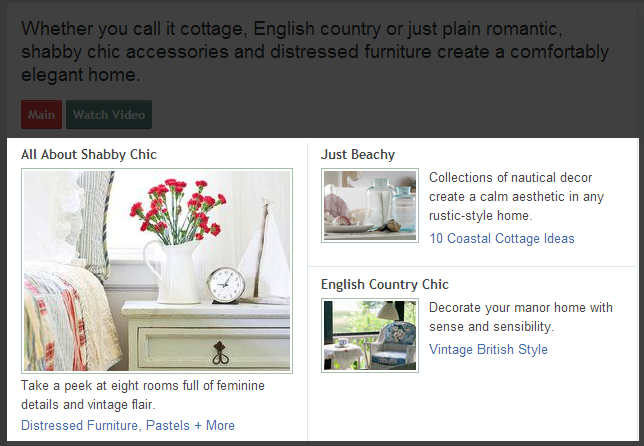 Whether you call it cottage, English country or just plain romantic,
shabby chic accessories and distressed furniture create a comfortably
elegant home.
Main
Watch Video
All About Shabby Chic
Take a peek at eight rooms full of feminine
details and vintage flair.
Distressed Furniture, Pastels + More
Just Beachy
Collections of nautical decor
create a calm aesthetic in any
rustic-style home.
10 Coastal Cottage Ideas
English Country Chic
Decorate your manor home with
sense and sensibility.
Vintage British Style